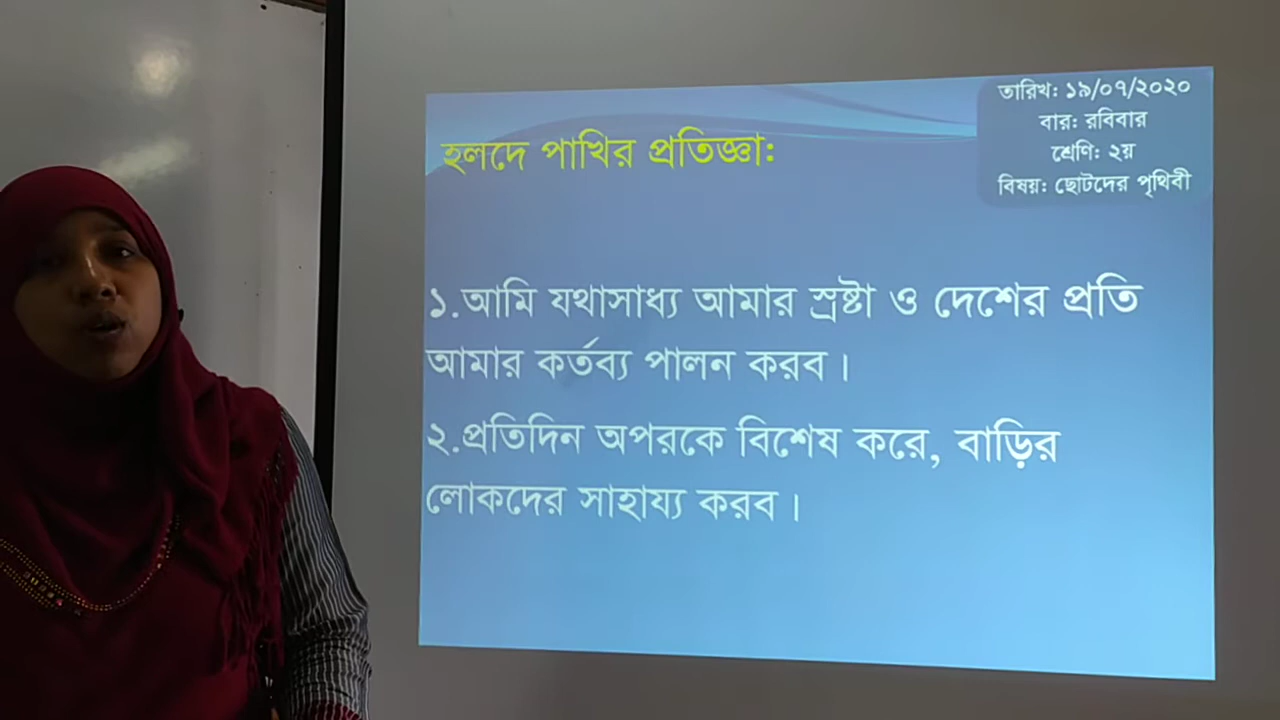 হলদে পাখির প্রতিজ্ঞা:
তারিখ: ১৯/০৭/২০২০
বার: রবিবার
শ্রেণি: ২য়
বিষয়: ছোটদের পৃথিবী
১.আমি যথাসাধ্য আমার স্রষ্টা ও দেশের প্রতি
আমার কর্তব্য পালন করব।
২.প্রতিদিন অপরকে বিশেষ করে, বাড়ির
লোকদের সাহায্য করব।